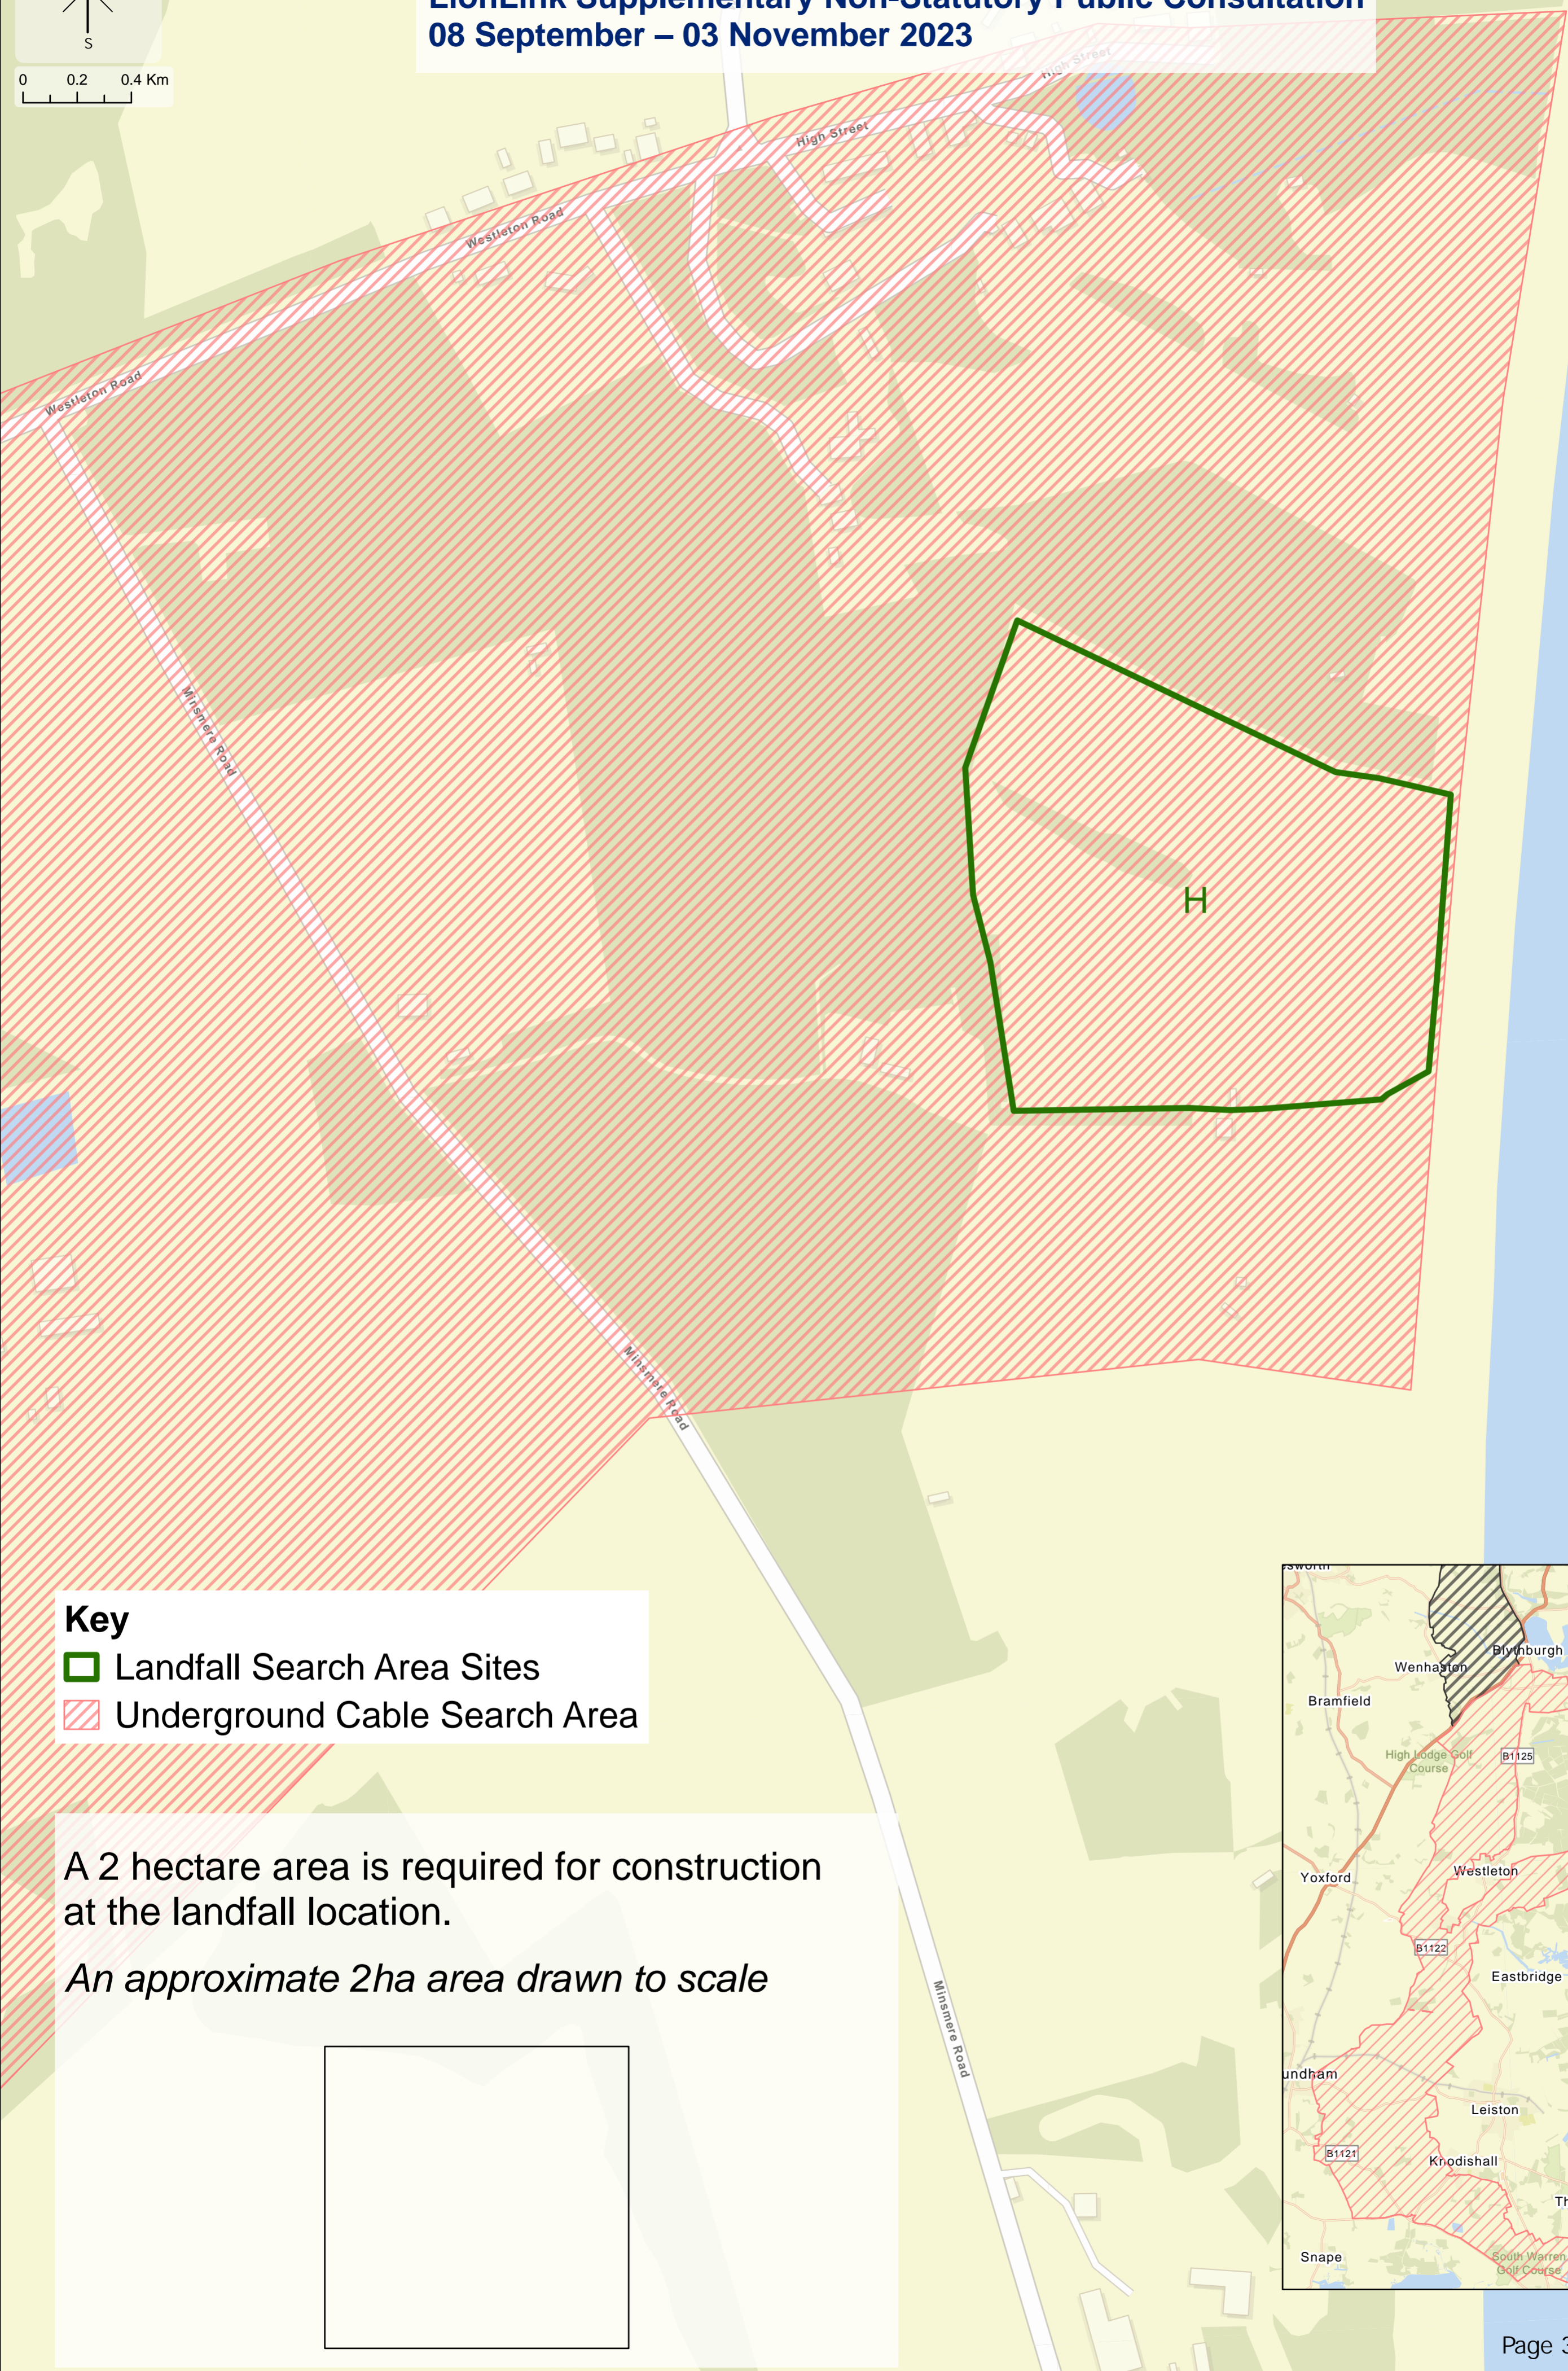 LionLink Supplementary Non-Statutory Public Consultation
08 September – 03 November 2023
S
0 0.2 0.4 Km
High Street
High Street
Westleton Road
Westleton Road
Minsmere Road
H
Minsmere Road
Key
Landfall Search Area Sites
Underground Cable Search Area
A 2 hectare area is required for construction
at the landfall location.
An approximate 2ha area drawn to scale
Minsmere Road
Blythburgh
Wenhaston
Bramfield
High Lodge Golf
Course
B1125
Westleton
Yoxford
B1122
Eastbridge
undham
Leiston
B1121
Knodishall
Th
Snape
South Warren
Golf Course
Page 3